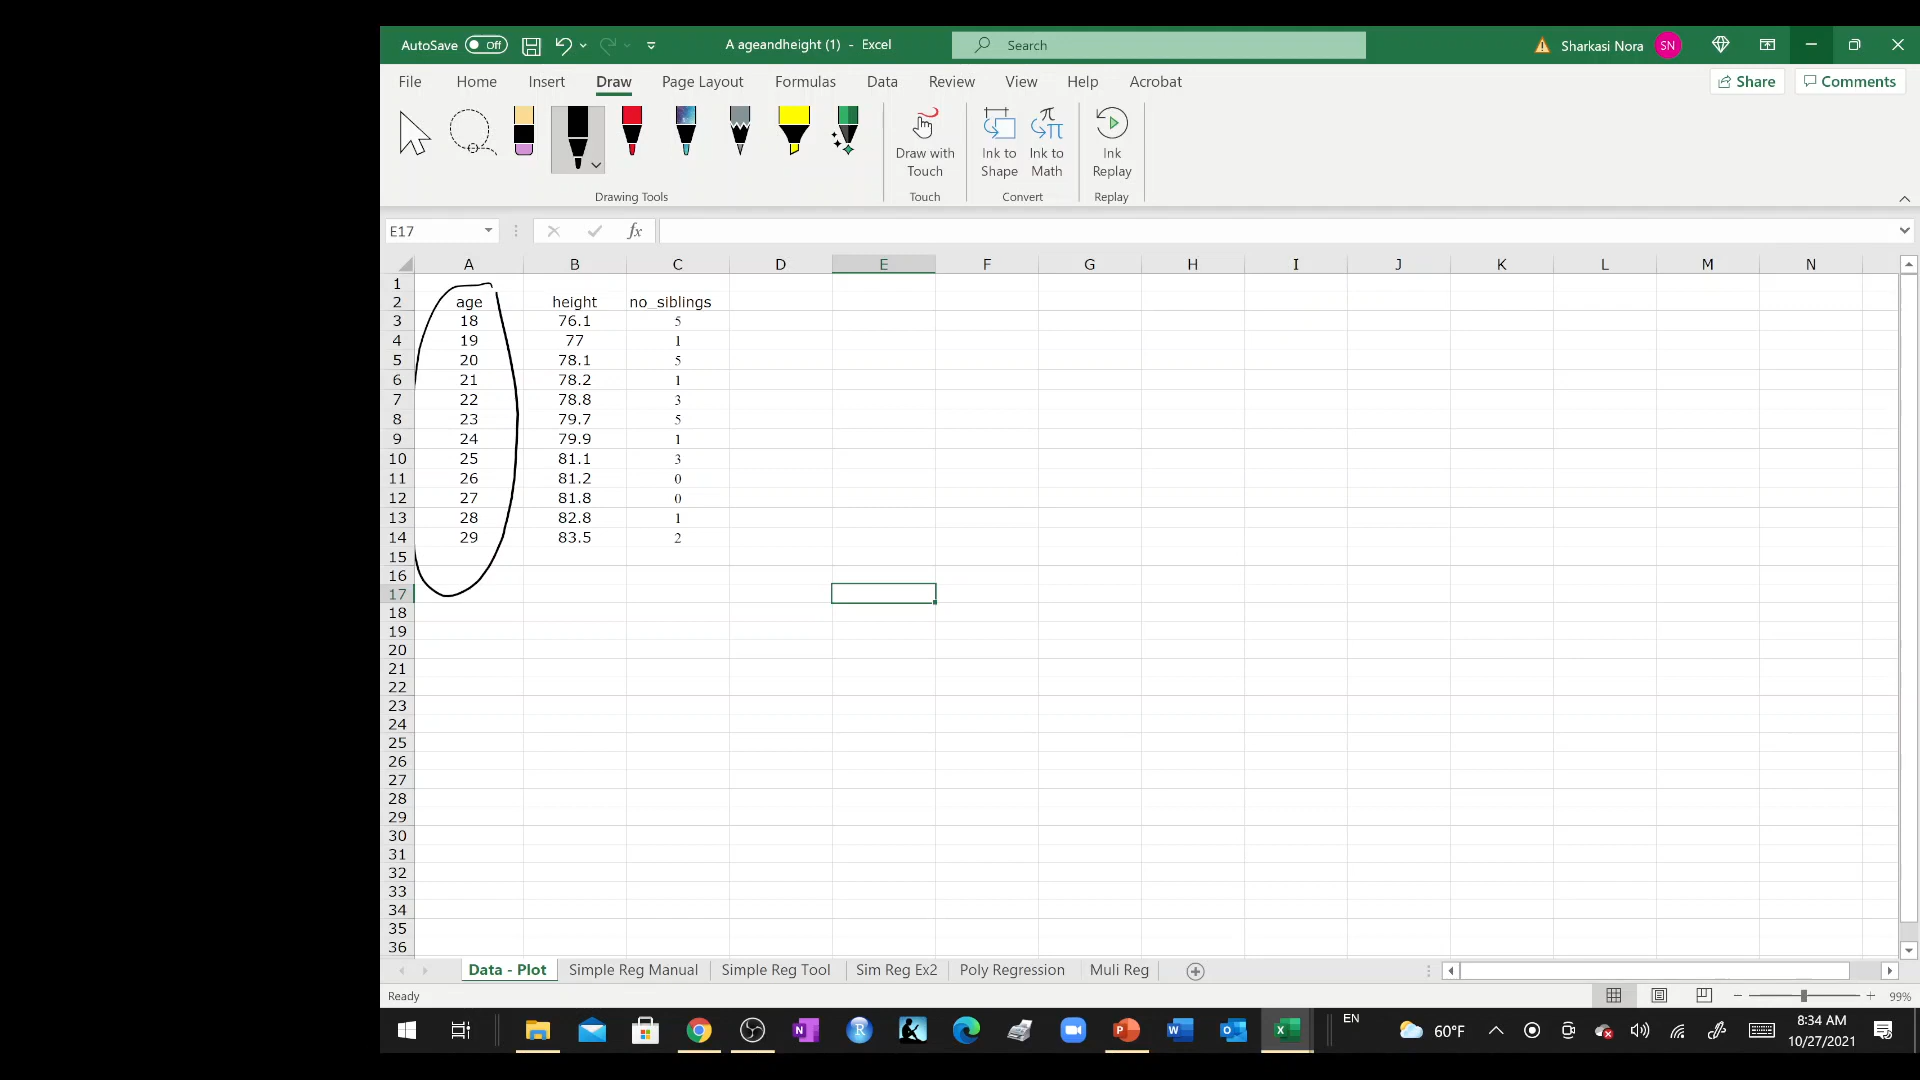 AutoSave Off A ageandheight (1) - Excel Search Sharkasi Nora SN
File Home Insert Draw Page Layout Formulas Data Review View Help Acrobat Share Comments
Draw with Touch Ink to Shape Ink to Math Ink Replay
Drawing Tools Touch Convert Replay
E17 fx
A B C D E F G H I J K L M N
1
2 age height no_siblings
3 18 76.1 5
4 19 77 1
5 20 78.1 5
6 21 78.2 1
7 22 78.8 3
8 23 79.7 5
9 24 79.9 1
10 25 81.1 3
11 26 81.2 0
12 27 81.8 0
13 28 82.8 1
14 29 83.5 2
15
16
17
18
19
20
21
22
23
24
25
26
27
28
29
30
31
32
33
34
35
36
Data - Plot Simple Reg Manual Simple Reg Tool Sim Reg Ex2 Poly Regression Muli Reg
Ready 99%
EN 60°F 8:34 AM
10/27/2021